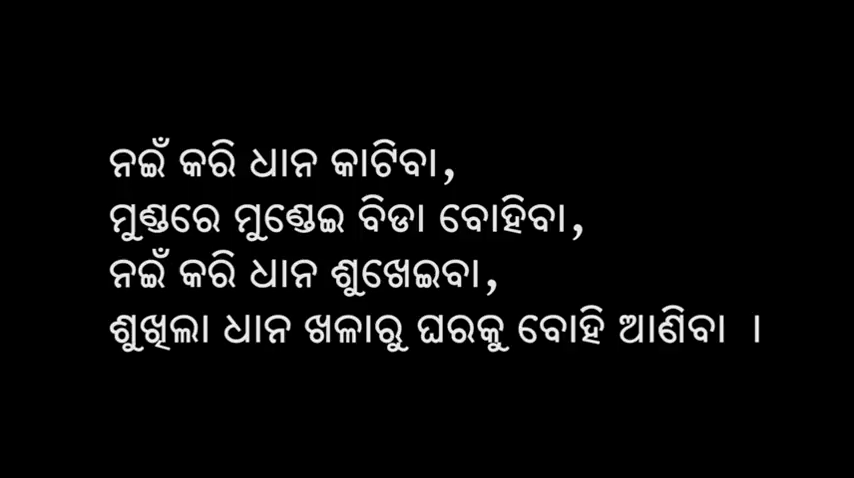 ନଇଁ କରି ଧାନ କାଟିବା,
ମୁଣ୍ଡରେ ମୁଣ୍ଡେଇ ବିଡା ବୋହିବା,
ନଇଁ କରି ଧାନ ଶୁଖେଇବା,
ଶୁଖିଲା ଧାନ ଖଳାରୁ ଘରକୁ ବୋହି ଆଣିବା ।